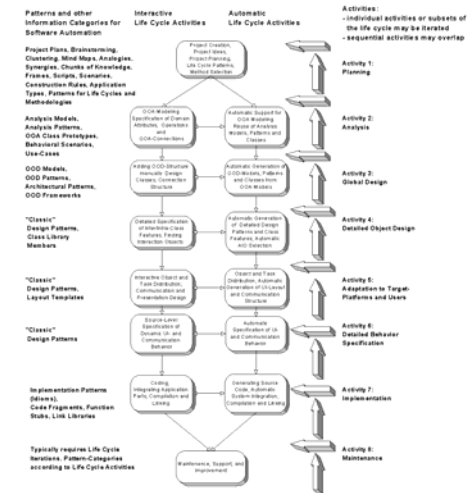 Patterns and other
Information Categories for
Software Automation
Interactive
Life Cycle Activities
Automatic
Life Cycle Activities
Activities:
- individual activities or subsets of
the life cycle may be iterated
- sequential activities may overlap
Project Plans, Brainstorming,
Clustering, Mind Maps, Analogies,
Synergies, Chunks of Knowledge,
Frames, Scripts, Scenarios,
Construction Rules, Application
Types, Patterns for Life Cycles and
Methodologies
Project Creation,
Project Ideas,
Project Planning,
Life Cycle Patterns,
Method Selection
Activity 1:
Planning
Analysis Models,
Analysis Patterns,
OOA Class Prototypes,
Behavioral Scenarios,
Use-Cases
OOA-Modeling
Specification of Domain
Attributes, Operations and
OOA-Connections
Automatic Support for
OOA Modeling
Reuse of Analysis
Models, Patterns and
Classes
Activity 2:
Analysis
OOD Models,
OOD Patterns,
Architectural Patterns,
OOD Frameworks
Adding OOD-Structure
Design
Classes, Connection
Structure
Automatic Generation
of OOD-Models, Patterns
and Classes from
OOA-Models
Activity 3:
Global Design
"Classic"
Design Patterns,
Class Library
Members
Detailed Specification
of Class
Features, Finding
Interaction Objects
Automatic Generation
of Detailed Design
Patterns and Class
Features, Automatic
AIO Selection
Activity 4:
Detailed Object Design
"Classic"
Design Patterns,
Layout Templates
Interactive Object and
Task Distribution,
Communication and
Presentation Design
Object and Task
Distribution, Automatic
Generation of UI-Layout
and Communication
Structure
Activity 5:
Adaptation to Target-
Platforms and Users
"Classic"
Design Patterns
Source-Level
Specification of
Dynamic UI- and
Communication
Behavior
Automatic
Specification of UI-
and Communication
Behavior
Activity 6:
Detailed Behavior
Specification
Implementation Patterns
(Idioms),
Code Fragments, Function
Stubs, Link Libraries
Coding,
Integrating Application
Parts, Compilation and
Linking
Generating Source
Code, Automatic
System Integration,
Compilation and Linking
Activity 7:
Implementation
Typically requires Life Cycle
Iterations. Pattern-Categories
according to Life Cycle Activities
Maintenance, Support, and
Improvement
Activity 8:
Maintenance